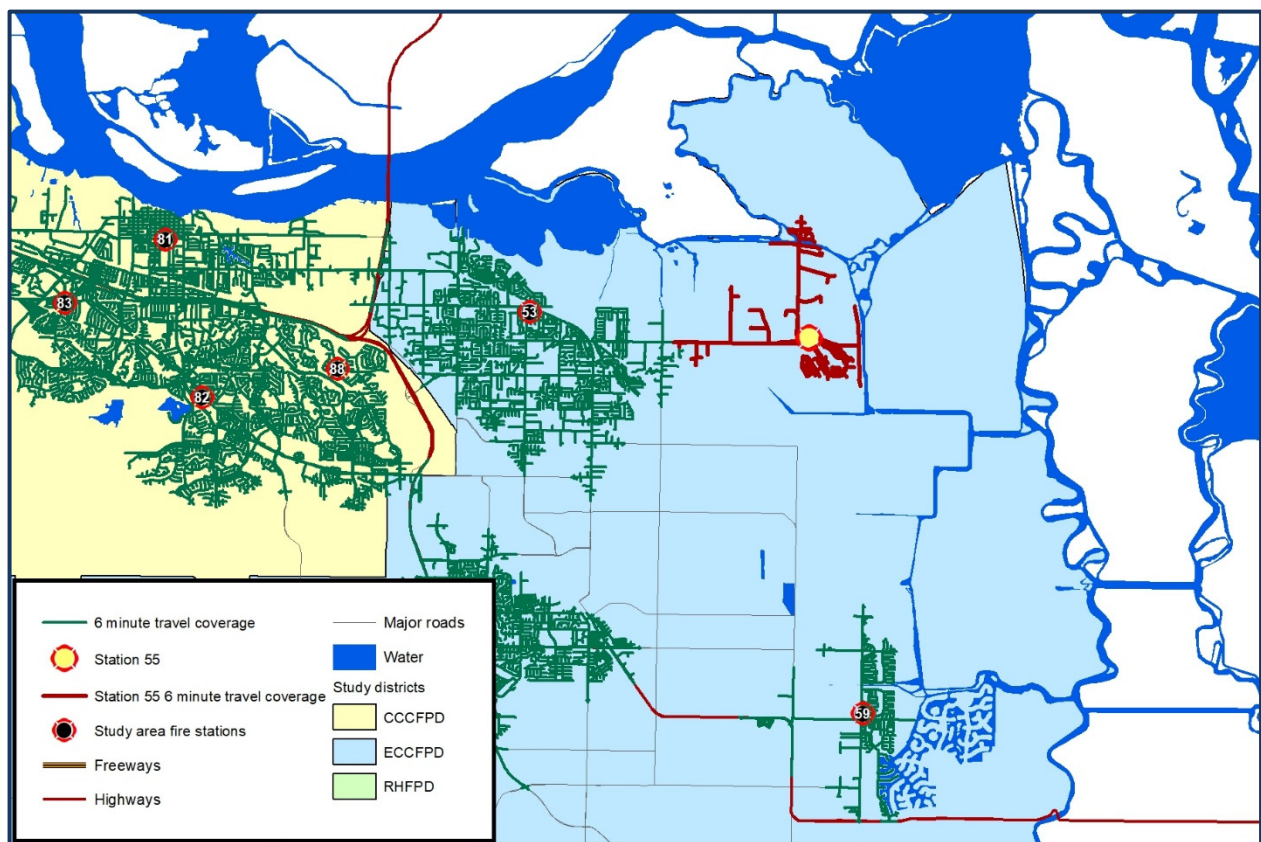 81
83
53
88
82
59
6 minute travel coverage
Station 55
Station 55 6 minute travel coverage
Study area fire stations
Freeways
Highways
Major roads
Water
Study districts
CCCFPD
ECCFPD
RHFPD